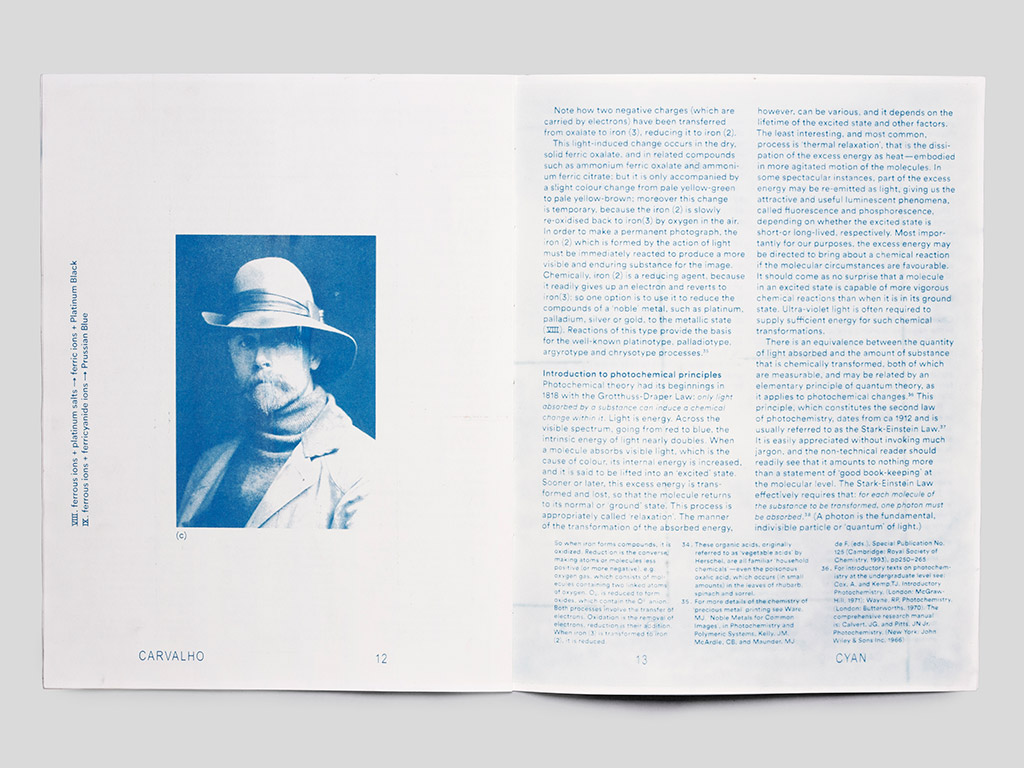 VIII. ferrous ions + platinum salts → ferric ions + Platinum Black
IX. ferrous ions + ferricyanide ions → Prussian Blue
(c)
CARVALHO
12
Note how two negative charges (which are
carried by electrons) have been transferred
from oxalate to iron (3), reducing it to iron (2).
This light-induced change occurs in the dry,
solid ferric oxalate, and in related compounds
such as ammonium ferric oxalate and ammoni-
um ferric citrate; but it is only accompanied by
a slight colour change from pale yellow-green
to pale yellow-brown; moreover this change
is temporary, because the iron (2) is slowly
re-oxidised back to iron(3) by oxygen in the air.
In order to make a permanent photograph, the
iron (2) which is formed by the action of light
must be immediately reacted to produce a more
visible and enduring substance for the image.
Chemically, iron (2) is a reducing agent, because
it readily gives up an electron and reverts to
iron(3); so one option is to use it to reduce the
compounds of a 'noble' metal, such as platinum,
palladium, silver or gold, to the metallic state
(VIII). Reactions of this type provide the basis
for the well-known platinotype, palladiotype,
argyrotype and chrysotype processes.35
Introduction to photochemical principles
Photochemical theory had its beginnings in
1818 with the Grotthuss-Draper Law: only light
absorbed by a substance can induce a chemical
change within it. Light is energy. Across the
visible spectrum, going from red to blue, the
intrinsic energy of light nearly doubles. When
a molecule absorbs visible light, which is the
cause of colour, its internal energy is increased,
and it is said to be lifted into an 'excited' state.
Sooner or later, this excess energy is trans-
formed and lost, so that the molecule returns
to its normal or 'ground' state. This process is
appropriately called 'relaxation'. The manner
of the transformation of the absorbed energy,
however, can be various, and it depends on the
lifetime of the excited state and other factors.
The least interesting, and most common,
process is 'thermal relaxation', that is the dissi-
pation of the excess energy as heat—embodied
in more agitated motion of the molecules. In
some spectacular instances, part of the excess
energy may be re-emitted as light, giving us the
attractive and useful luminescent phenomena,
called fluorescence and phosphorescence,
depending on whether the excited state is
short-or long-lived, respectively. Most impor-
tantly for our purposes, the excess energy may
be directed to bring about a chemical reaction
if the molecular circumstances are favourable.
It should come as no surprise that a molecule
in an excited state is capable of more vigorous
chemical reactions than when it is in its ground
state. Ultra-violet light is often required to
supply sufficient energy for such chemical
transformations.
There is an equivalence between the quantity
of light absorbed and the amount of substance
that is chemically transformed, both of which
are measurable, and may be related by an
elementary principle of quantum theory, as
it applies to photochemical changes.36 This
principle, which constitutes the second law
of photochemistry, dates from ca 1912 and is
usually referred to as the Stark-Einstein Law.37
It is easily appreciated without invoking much
jargon, and the non-technical reader should
readily see that it amounts to nothing more
than a statement of 'good book-keeping' at
the molecular level. The Stark-Einstein Law
effectively requires that: for each molecule of
the substance to be transformed, one photon must
be absorbed.38 (A photon is the fundamental,
indivisible particle or 'quantum' of light.)
So when iron forms compounds, it is
oxidized. Reduction is the converse;
making atoms or molecules less
positive (or more negative), e.g.
oxygen gas, which consists of mol-
ecules containing two linked atoms
of oxygen, O2, is reduced to form
oxides, which contain the O2- anion.
Both processes involve the transfer of
electrons. Oxidation is the removal of
electrons, reduction is their addition.
When iron (3) is transformed to iron
(2), it is reduced.
34. These organic acids, originally
referred to as 'vegetable acids' by
Herschel, are all familiar 'household
chemicals'—even the poisonous
oxalic acid, which occurs (in small
amounts) in the leaves of rhubarb,
spinach and sorrel.
35. For more details of the chemistry of
precious metal printing see Ware,
MJ, 'Noble Metals for Common
Images', in Photochemistry and
Polymeric Systems, Kelly, JM,
McArdle, CB, and Maunder, MJ
de F, (eds.), Special Publication No.
125 (Cambridge: Royal Society of
Chemistry, 1993), pp250–265.
36. For introductory texts on photochem-
istry at the undergraduate level see:
Cox, A. and Kemp,TJ, Introductory
Photochemistry, (London: McGraw-
Hill, 1971); Wayne, RP, Photochemistry,
(London: Butterworths, 1970). The
comprehensive research manual
is: Calvert, JG, and Pitts, JN Jr.
Photochemistry, (New York: John
Wiley & Sons Inc. 1966).
13
CYAN